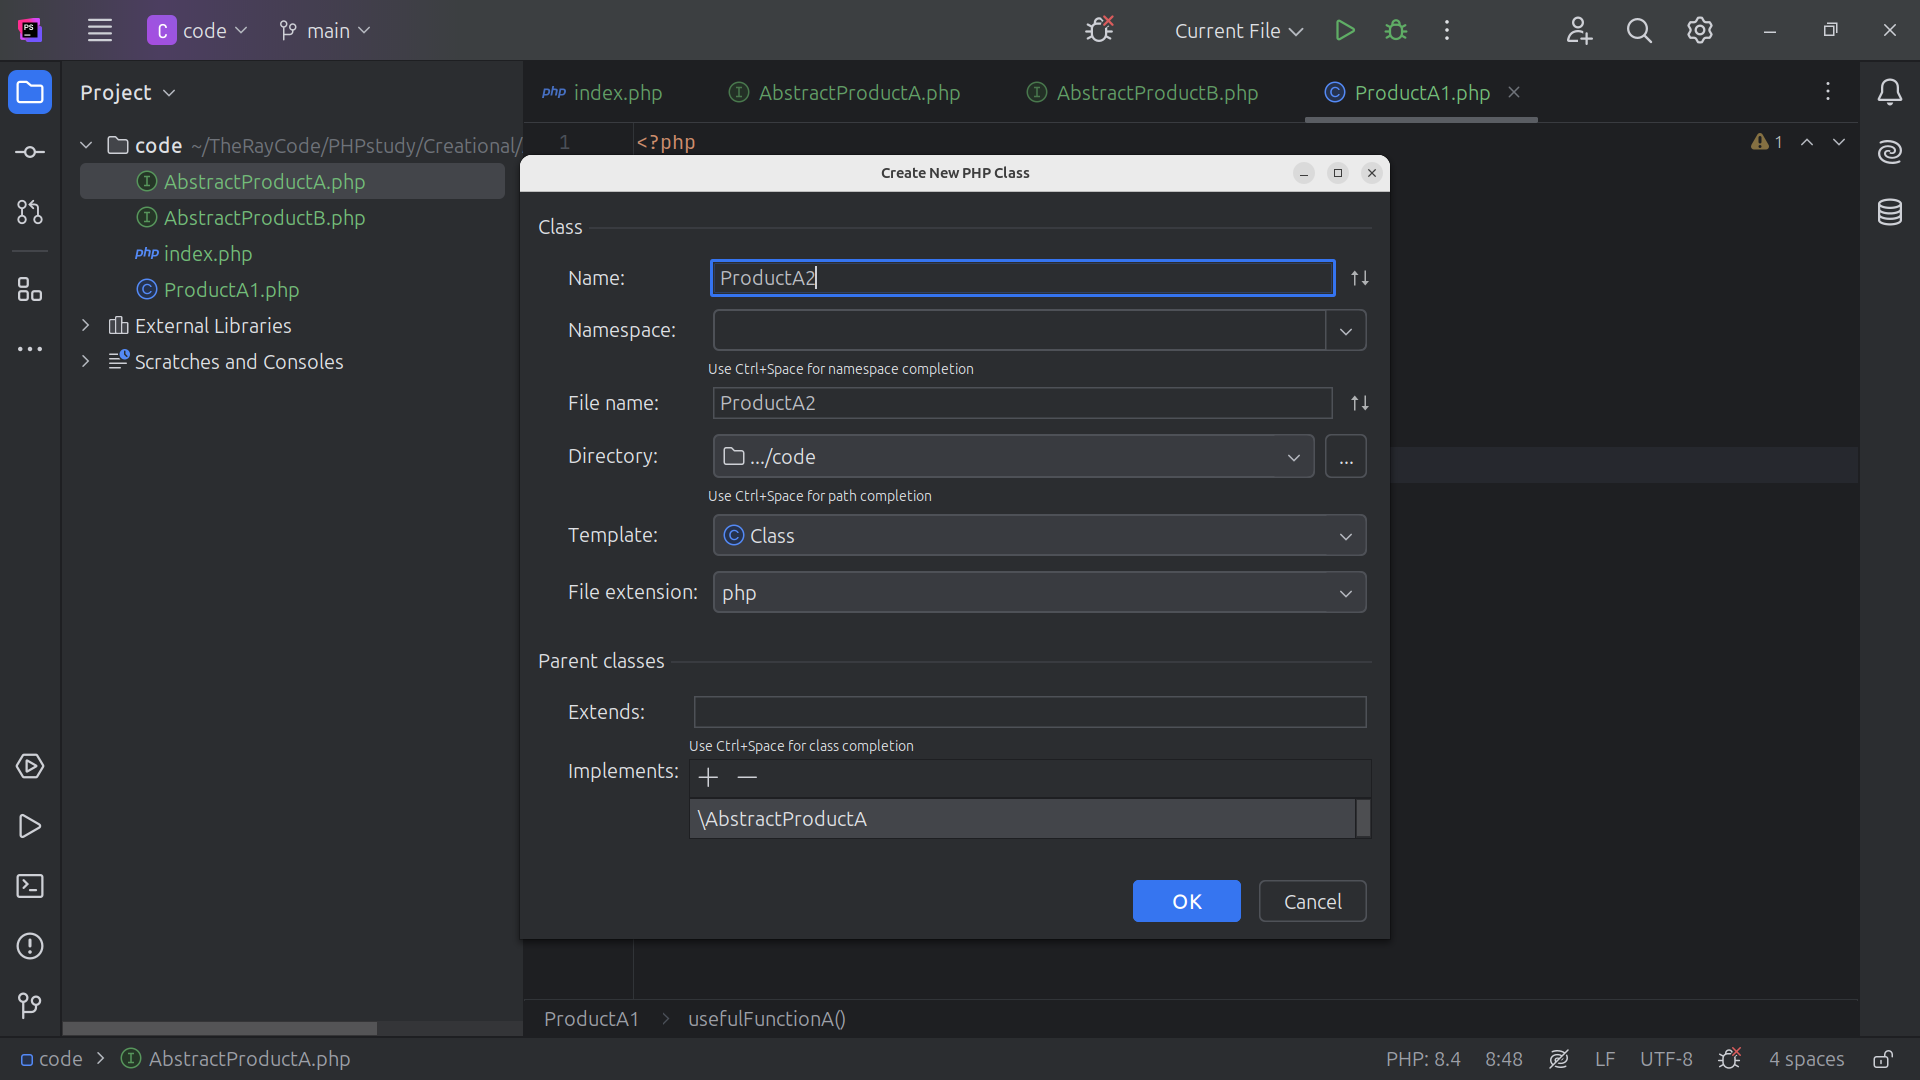 PS
C code
main
Current File
Project
index.php
AbstractProductA.php
AbstractProductB.php
ProductA1.php
code ~/TheRayCode/PHPstudy/Creational/
AbstractProductA.php
AbstractProductB.php
php index.php
ProductA1.php
External Libraries
Scratches and Consoles
1 <?php
1
Create New PHP Class
Class
Name: ProductA2
Namespace:
Use Ctrl+Space for namespace completion
File name: ProductA2
Directory: .../code ...
Use Ctrl+Space for path completion
Template: C Class
File extension: php
Parent classes
Extends:
Use Ctrl+Space for class completion
Implements:
\AbstractProductA
OK Cancel
ProductA1 > usefulFunctionA()
code > AbstractProductA.php
PHP: 8.4 8:48 LF UTF-8 4 spaces